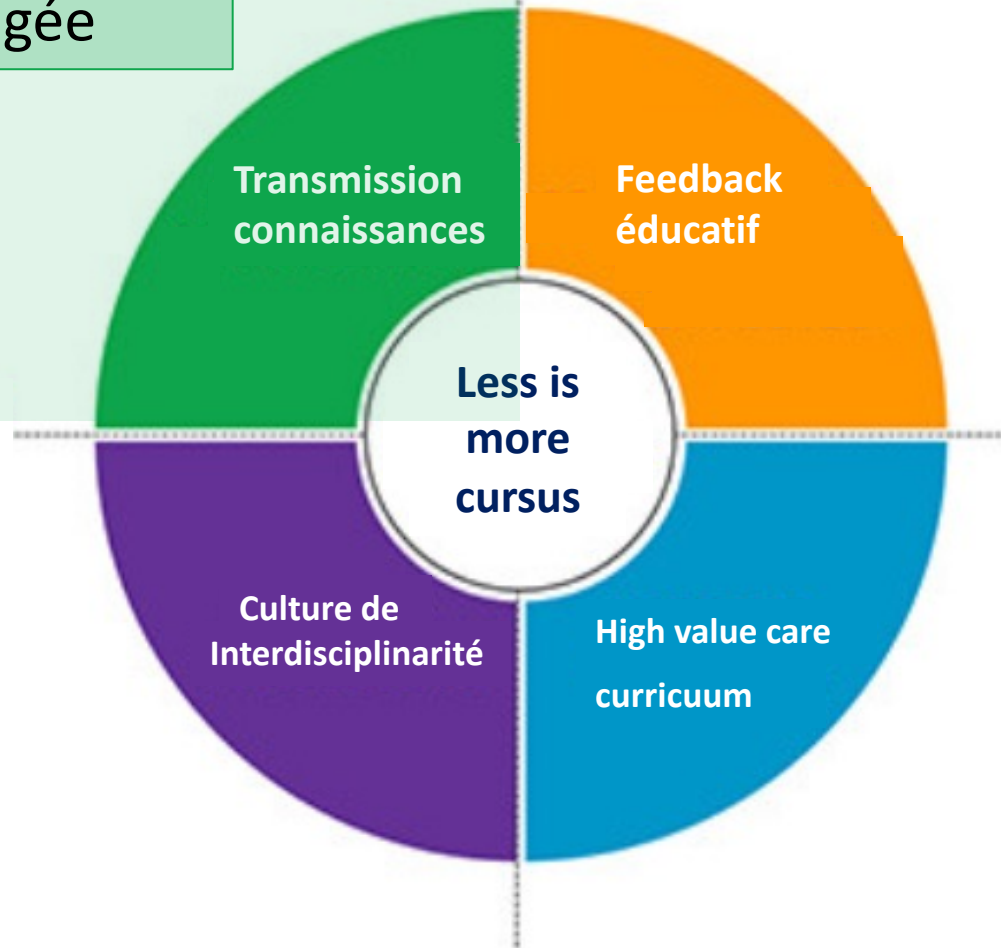 gée
Transmission
connaissances
Feedback
éducatif
Less is
more
cursus
Culture de
Interdisciplinarité
High value care
curricuum